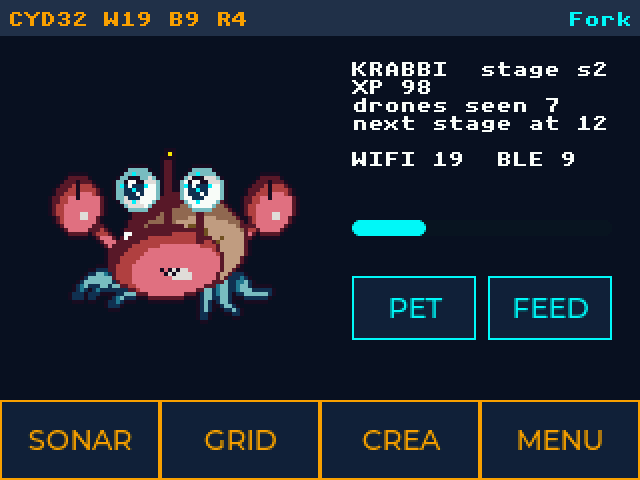 CYD32 W19 B9 R4 Fork
KRABBI stage s2
XP 98
drones seen 7
next stage at 12
WIFI 19 BLE 9
PET FEED
SONAR GRID CREA MENU